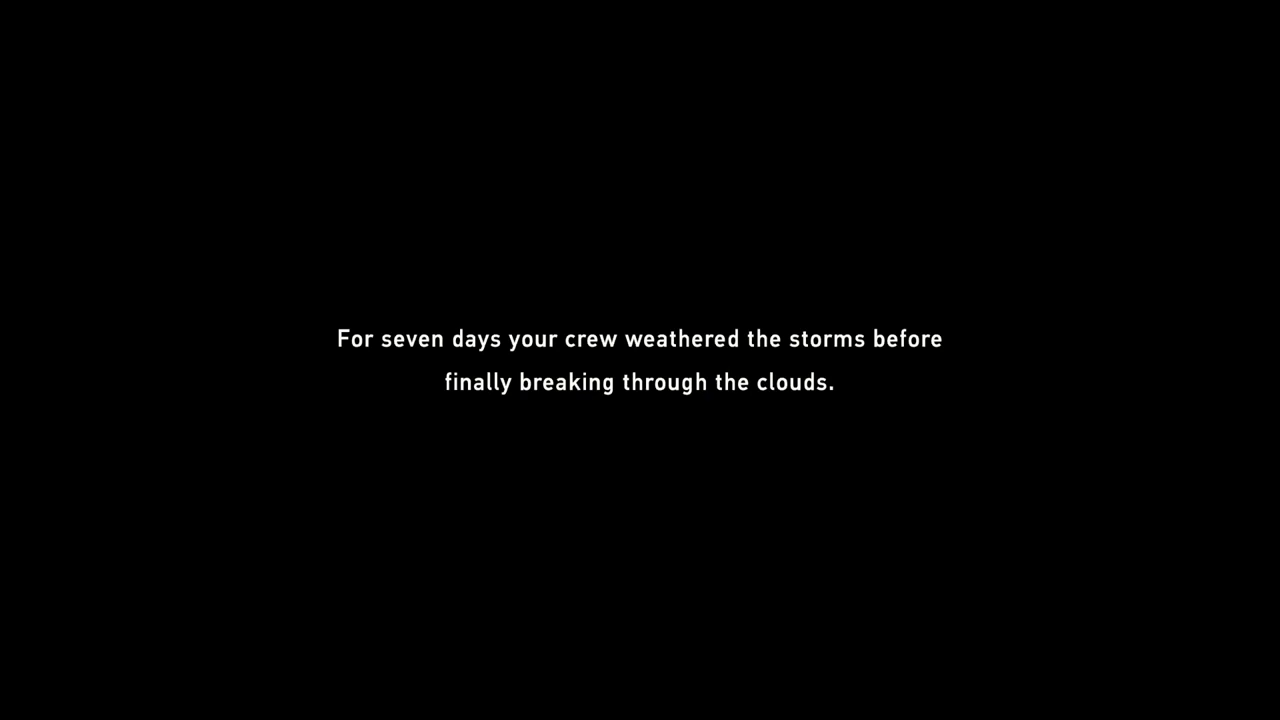 For seven days your crew weathered the storms before
finally breaking through the clouds.